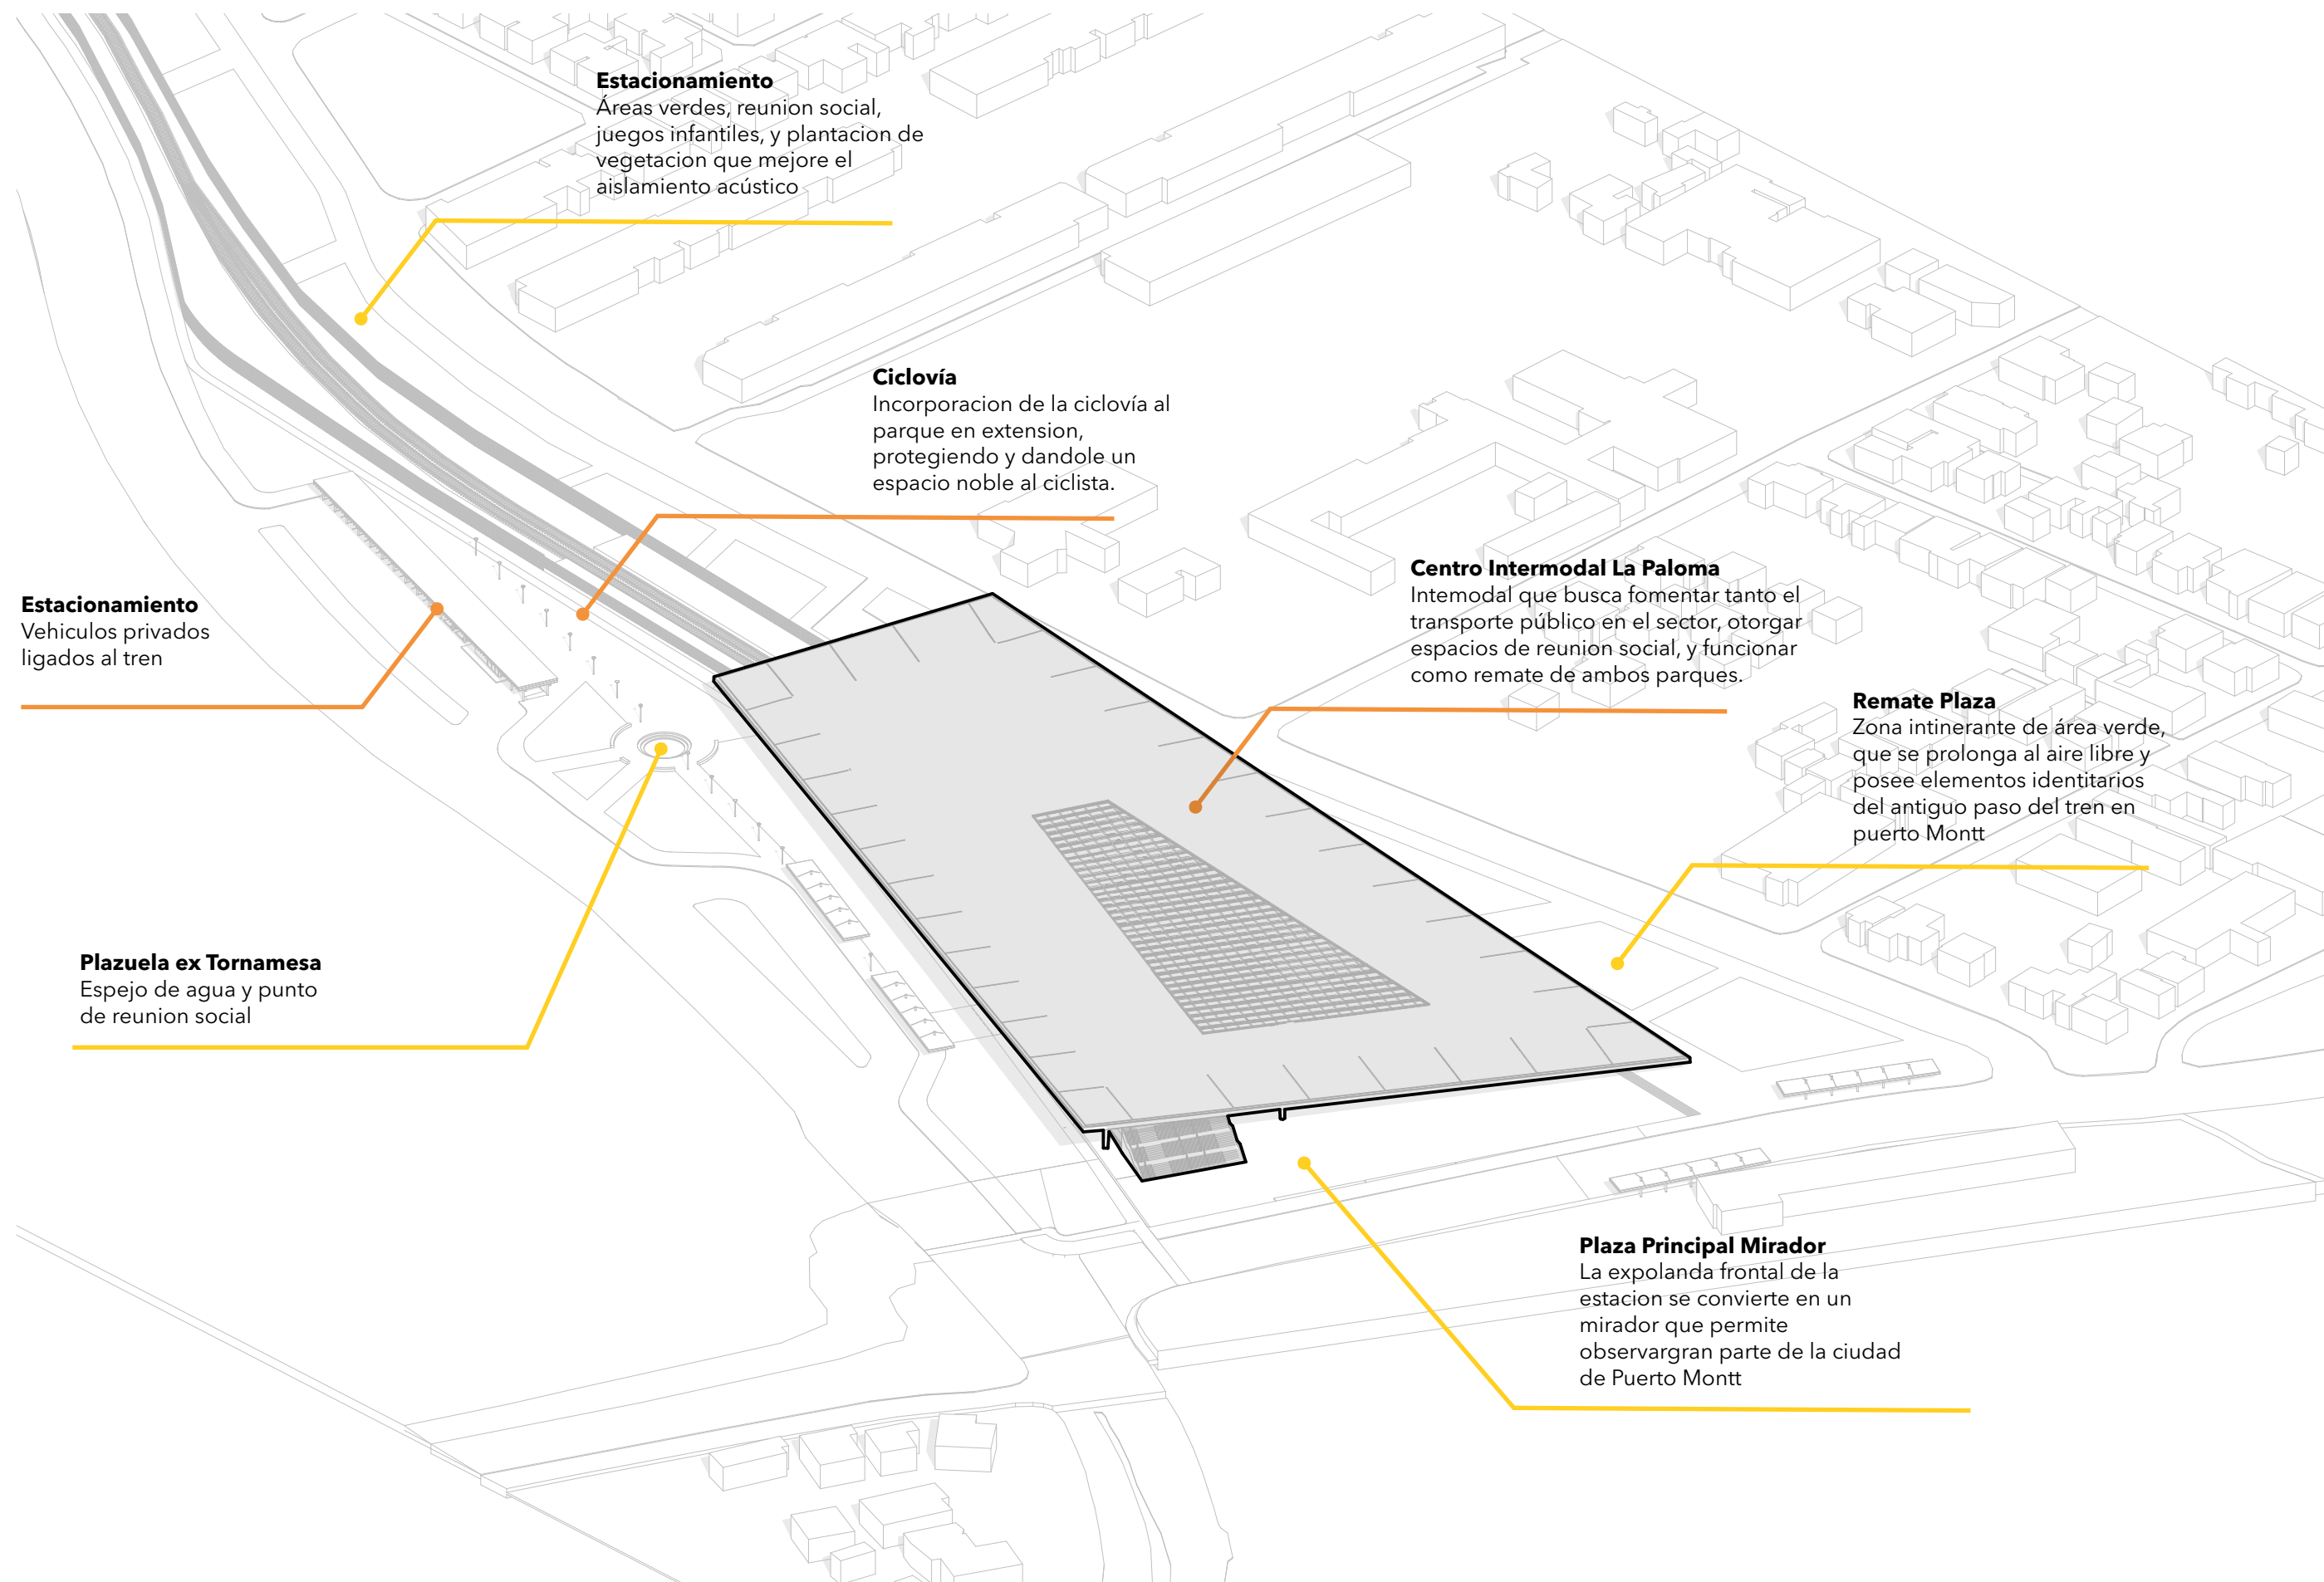 Estacionamiento
Áreas verdes, reunion social,
juegos infantiles, y plantacion de
vegetacion que mejore el
aislamiento acústico
Ciclovía
Incorporacion de la ciclovía al
parque en extension,
protegiendo y dandole un
espacio noble al ciclista.
Centro Intermodal La Paloma
Intemodal que busca fomentar tanto el
transporte público en el sector, otorgar
espacios de reunion social, y funcionar
como remate de ambos parques.
Estacionamiento
Vehiculos privados
ligados al tren
Remate Plaza
Zona intinerante de área verde,
que se prolonga al aire libre y
posee elementos identitarios
del antiguo paso del tren en
puerto Montt
Plazuela ex Tornamesa
Espejo de agua y punto
de reunion social
Plaza Principal Mirador
La expolanda frontal de la
estacion se convierte en un
mirador que permite
observargran parte de la ciudad
de Puerto Montt